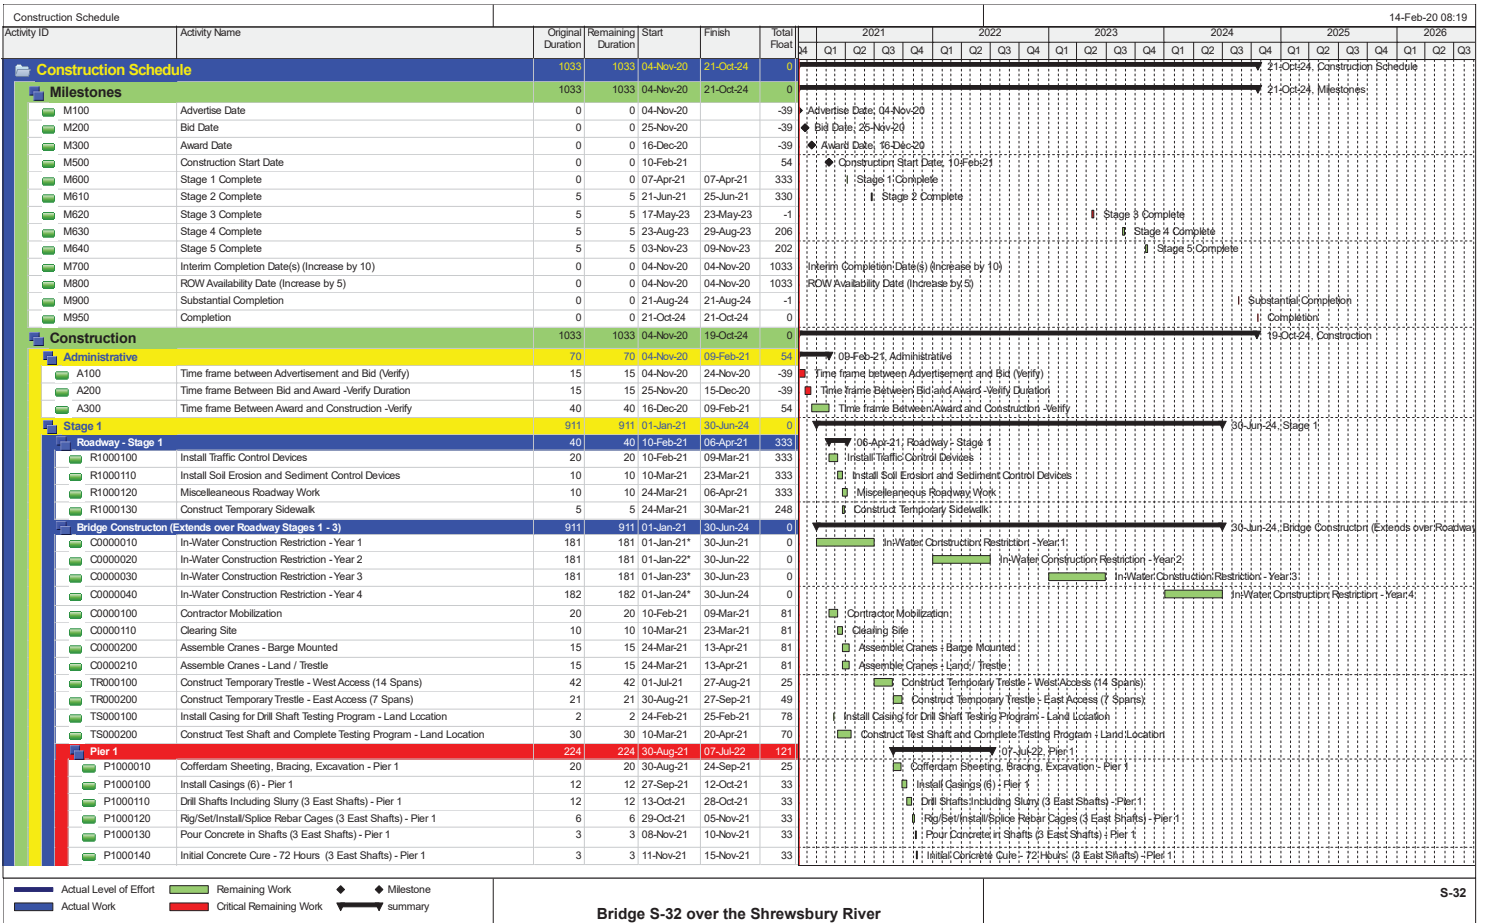 Construction Schedule 14-Feb-20 08:19
Activity ID Activity Name Original Duration Remaining Duration Start Finish Total Float 2021 2022 2023 2024 2025 2026
Q4 Q1 Q2 Q3 Q4 Q1 Q2 Q3 Q4 Q1 Q2 Q3 Q4 Q1 Q2 Q3 Q4 Q1 Q2 Q3 Q4 Q1 Q2 Q3
Construction Schedule 1033 1033 04-Nov-20 21-Oct-24 0 21-Oct-24, Construction Schedule
Milestones 1033 1033 04-Nov-20 21-Oct-24 0 21-Oct-24, Milestones
M100 Advertise Date 0 0 04-Nov-20 -39 Advertise Date, 04-Nov-20
M200 Bid Date 0 0 25-Nov-20 -39 Bid Date, 25-Nov-20
M300 Award Date 0 0 16-Dec-20 -39 Award Date, 16-Dec-20
M500 Construction Start Date 0 0 10-Feb-21 54 Construction Start Date, 10-Feb-21
M600 Stage 1 Complete 0 0 07-Apr-21 07-Apr-21 333 Stage 1 Complete
M610 Stage 2 Complete 5 5 21-Jun-21 25-Jun-21 330 Stage 2 Complete
M620 Stage 3 Complete 5 5 17-May-23 23-May-23 -1 Stage 3 Complete
M630 Stage 4 Complete 5 5 23-Aug-23 29-Aug-23 206 Stage 4 Complete
M640 Stage 5 Complete 5 5 03-Nov-23 09-Nov-23 202 Stage 5 Complete
M700 Interim Completion Date(s) (Increase by 10) 0 0 04-Nov-20 04-Nov-20 1033 Interim Completion Date(s) (Increase by 10)
M800 ROW Availability Date (Increase by 5) 0 0 04-Nov-20 04-Nov-20 1033 ROW Availability Date (Increase by 5)
M900 Substantial Completion 0 0 21-Aug-24 21-Aug-24 -1 Substantial Completion
M950 Completion 0 0 21-Oct-24 21-Oct-24 0 Completion
Construction 1033 1033 04-Nov-20 19-Oct-24 0 19-Oct-24, Construction
Administrative 70 70 04-Nov-20 09-Feb-21 54 09-Feb-21, Administrative
A100 Time frame between Advertisement and Bid (Verify) 15 15 04-Nov-20 24-Nov-20 -39 Time frame between Advertisement and Bid (Verify)
A200 Time frame Between Bid and Award -Verify Duration 15 15 25-Nov-20 15-Dec-20 -39 Time frame Between Bid and Award -Verify Duration
A300 Time frame Between Award and Construction -Verify 40 40 16-Dec-20 09-Feb-21 54 Time frame Between Award and Construction -Verify
Stage 1 911 911 01-Jan-21 30-Jun-24 0 30-Jun-24, Stage 1
Roadway - Stage 1 40 40 10-Feb-21 06-Apr-21 333 06-Apr-21, Roadway - Stage 1
R1000100 Install Traffic Control Devices 20 20 10-Feb-21 09-Mar-21 333 Install Traffic Control Devices
R1000110 Install Soil Erosion and Sediment Control Devices 10 10 10-Mar-21 23-Mar-21 333 Install Soil Erosion and Sediment Control Devices
R1000120 Miscelleaneous Roadway Work 10 10 24-Mar-21 06-Apr-21 333 Miscelleaneous Roadway Work
R1000130 Construct Temporary Sidewalk 5 5 24-Mar-21 30-Mar-21 248 Construct Temporary Sidewalk
Bridge Constructon (Extends over Roadway Stages 1 - 3) 911 911 01-Jan-21 30-Jun-24 0 30-Jun-24, Bridge Constructon (Extends over Roadway
C0000010 In-Water Construction Restriction - Year 1 181 181 01-Jan-21* 30-Jun-21 0 In-Water Construction Restriction - Year 1
C0000020 In-Water Construction Restriction - Year 2 181 181 01-Jan-22* 30-Jun-22 0 In-Water Construction Restriction - Year 2
C0000030 In-Water Construction Restriction - Year 3 181 181 01-Jan-23* 30-Jun-23 0 In-Water Construction Restriction - Year 3
C0000040 In-Water Construction Restriction - Year 4 182 182 01-Jan-24* 30-Jun-24 0 In-Water Construction Restriction - Year 4
C0000100 Contractor Mobilization 20 20 10-Feb-21 09-Mar-21 81 Contractor Mobilization
C0000110 Clearing Site 10 10 10-Mar-21 23-Mar-21 81 Clearing Site
C0000200 Assemble Cranes - Barge Mounted 15 15 24-Mar-21 13-Apr-21 81 Assemble Cranes - Barge Mounted
C0000210 Assemble Cranes - Land / Trestle 15 15 24-Mar-21 13-Apr-21 81 Assemble Cranes - Land / Trestle
TR000100 Construct Temporary Trestle - West Access (14 Spans) 42 42 01-Jul-21 27-Aug-21 25 Construct Temporary Trestle - West Access (14 Spans)
TR000200 Construct Temporary Trestle - East Access (7 Spans) 21 21 30-Aug-21 27-Sep-21 49 Construct Temporary Trestle - East Access (7 Spans)
TS000100 Install Casing for Drill Shaft Testing Program - Land Lccation 2 2 24-Feb-21 25-Feb-21 78 Install Casing for Drill Shaft Testing Program - Land Lccation
TS000200 Construct Test Shaft and Complete Testing Program - Land Location 30 30 10-Mar-21 20-Apr-21 70 Construct Test Shaft and Complete Testing Program - Land Location
Pier 1 224 224 30-Aug-21 07-Jul-22 121 07-Jul-22, Pier 1
P1000010 Cofferdam Sheeting, Bracing, Excavation - Pier 1 20 20 30-Aug-21 24-Sep-21 25 Cofferdam Sheeting, Bracing, Excavation - Pier 1
P1000100 Install Casings (6) - Pier 1 12 12 27-Sep-21 12-Oct-21 33 Install Casings (6) - Pier 1
P1000110 Drill Shafts Including Slurry (3 East Shafts) - Pier 1 12 12 13-Oct-21 28-Oct-21 33 Drill Shafts Including Slurry (3 East Shafts) - Pier 1
P1000120 Rig/Set/Install/Splice Rebar Cages (3 East Shafts) - Pier 1 6 6 29-Oct-21 05-Nov-21 33 Rig/Set/Install/Splice Rebar Cages (3 East Shafts) - Pier 1
P1000130 Pour Concrete in Shafts (3 East Shafts) - Pier 1 3 3 08-Nov-21 10-Nov-21 33 Pour Concrete in Shafts (3 East Shafts) - Pier 1
P1000140 Initial Concrete Cure - 72 Hours (3 East Shafts) - Pier 1 3 3 11-Nov-21 15-Nov-21 33 Initial Concrete Cure - 72 Hours (3 East Shafts) - Pier 1
Actual Level of Effort Remaining Work Milestone
Actual Work Critical Remaining Work summary
Bridge S-32 over the Shrewsbury River
S-32